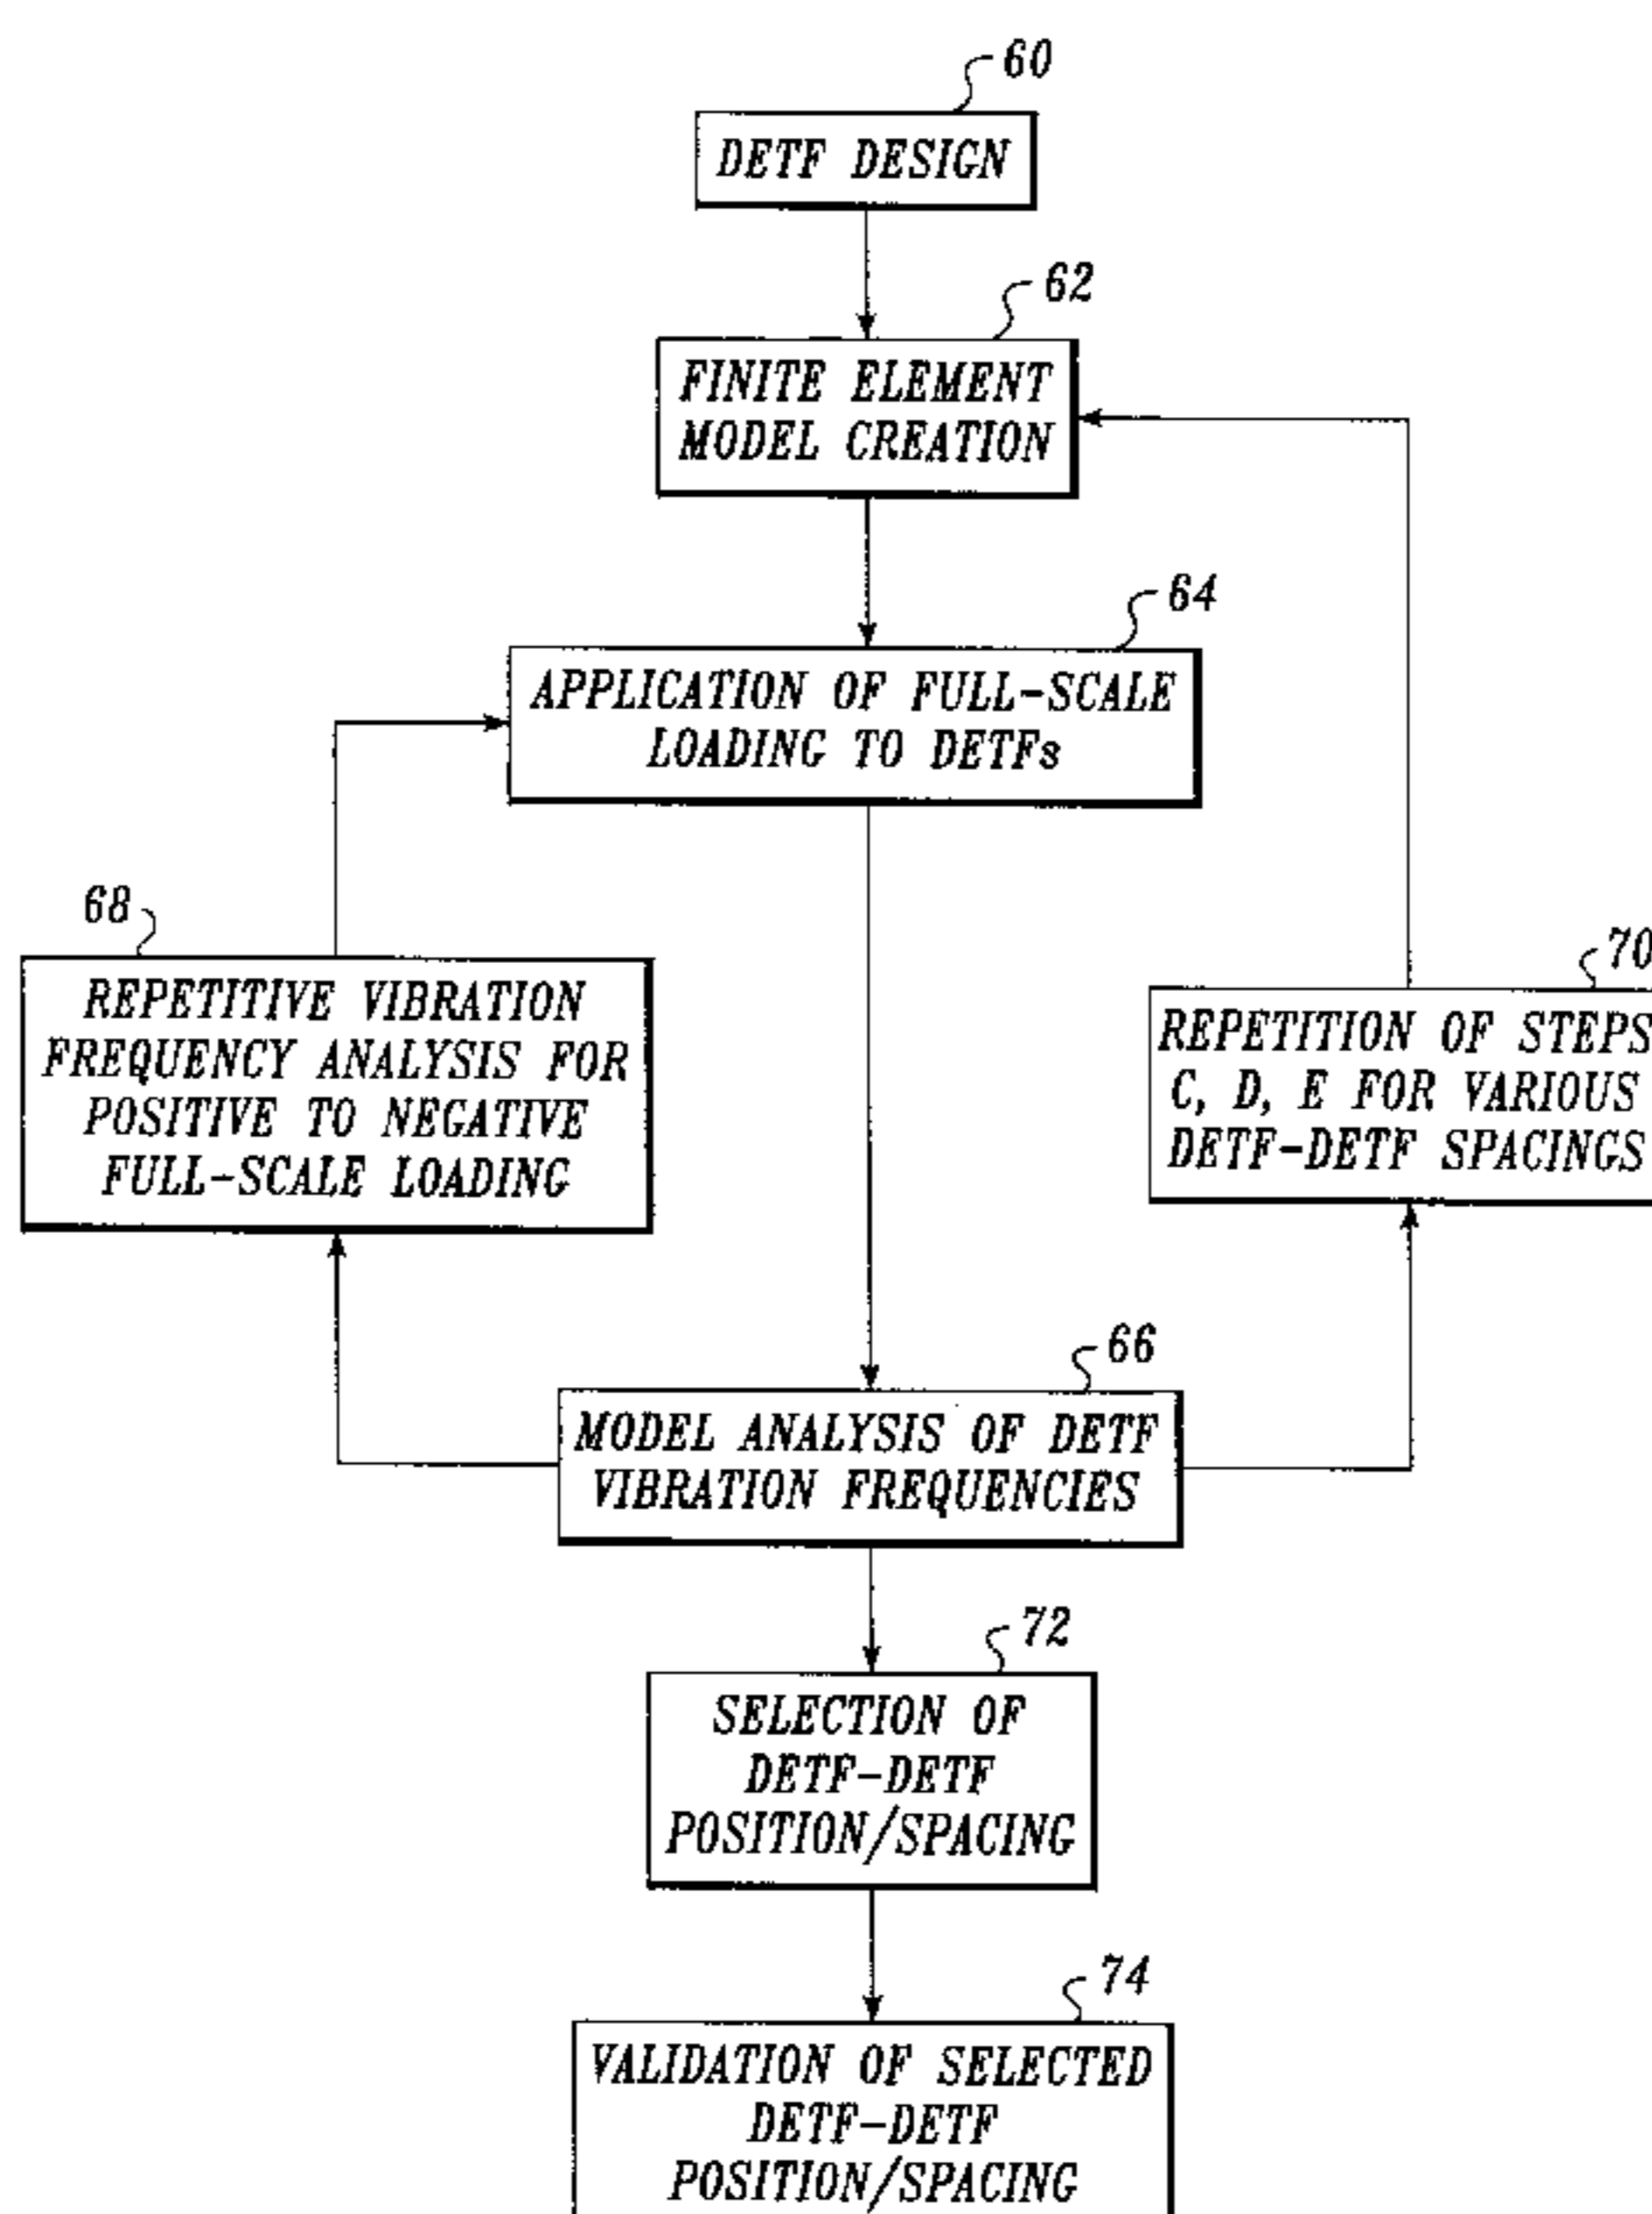 60
DETF DESIGN
62
FINITE ELEMENT
MODEL CREATION
64
APPLICATION OF FULL-SCALE
LOADING TO DETFs
68
REPETITIVE VIBRATION
FREQUENCY ANALYSIS FOR
POSITIVE TO NEGATIVE
FULL-SCALE LOADING
70
REPETITION OF STEPS
C, D, E FOR VARIOUS
DETF-DETF SPACINGS
66
MODEL ANALYSIS OF DETF
VIBRATION FREQUENCIES
72
SELECTION OF
DETF-DETF
POSITION/SPACING
74
VALIDATION OF SELECTED
DETF-DETF
POSITION/SPACING